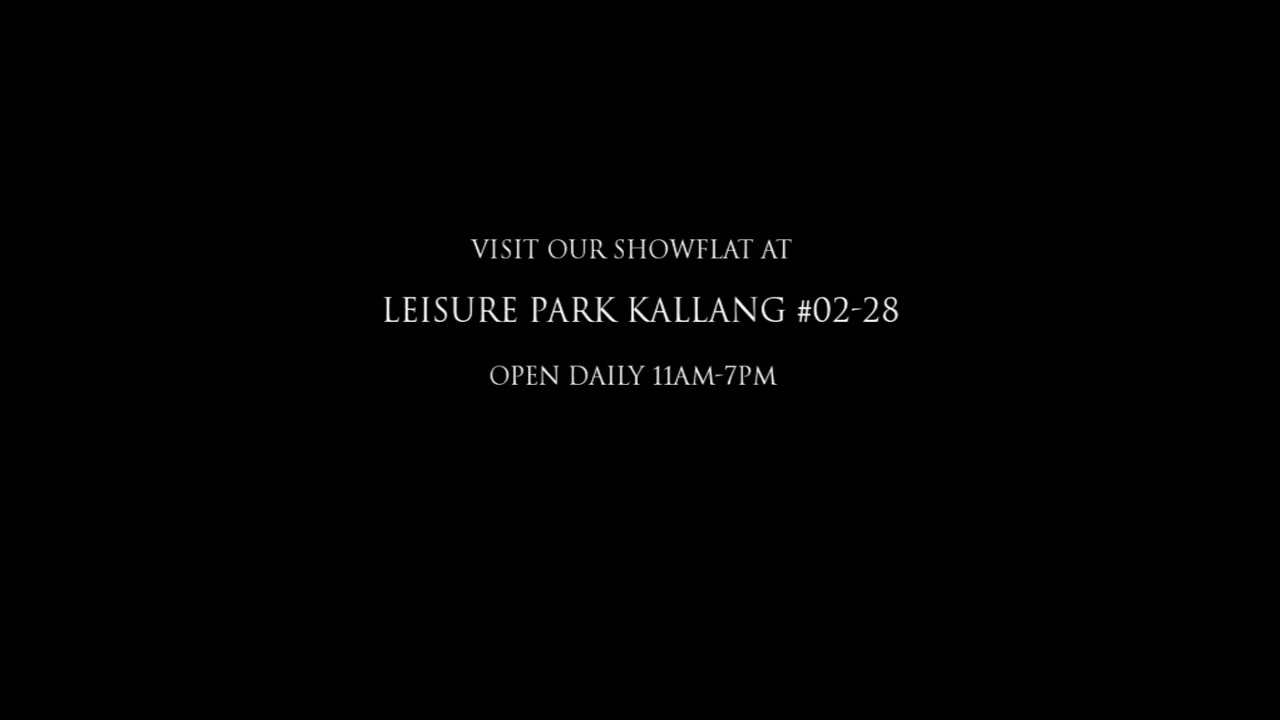 VISIT OUR SHOWFLAT AT
LEISURE PARK KALLANG #02-28
OPEN DAILY 11AM-7PM